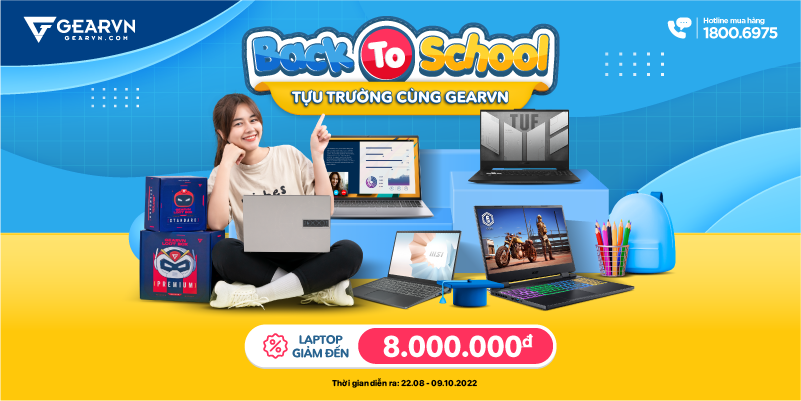 GEARVN
GEARVN.COM
Hotline mua hàng
1800.6975
Back To School
TỰU TRƯỜNG CÙNG GEARVN
TUF
STANDARD
PREMIUM
msi
LAPTOP
GIẢM ĐẾN
8.000.000đ
Thời gian diễn ra: 22.08 - 09.10.2022